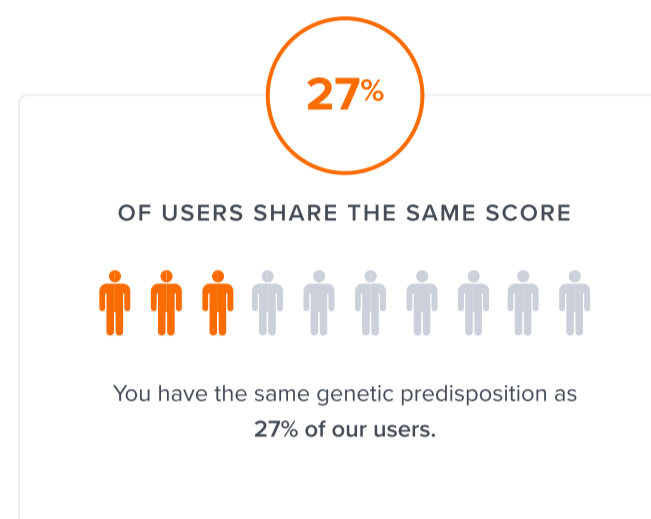 27%
OF USERS SHARE THE SAME SCORE
You have the same genetic predisposition as
27% of our users.